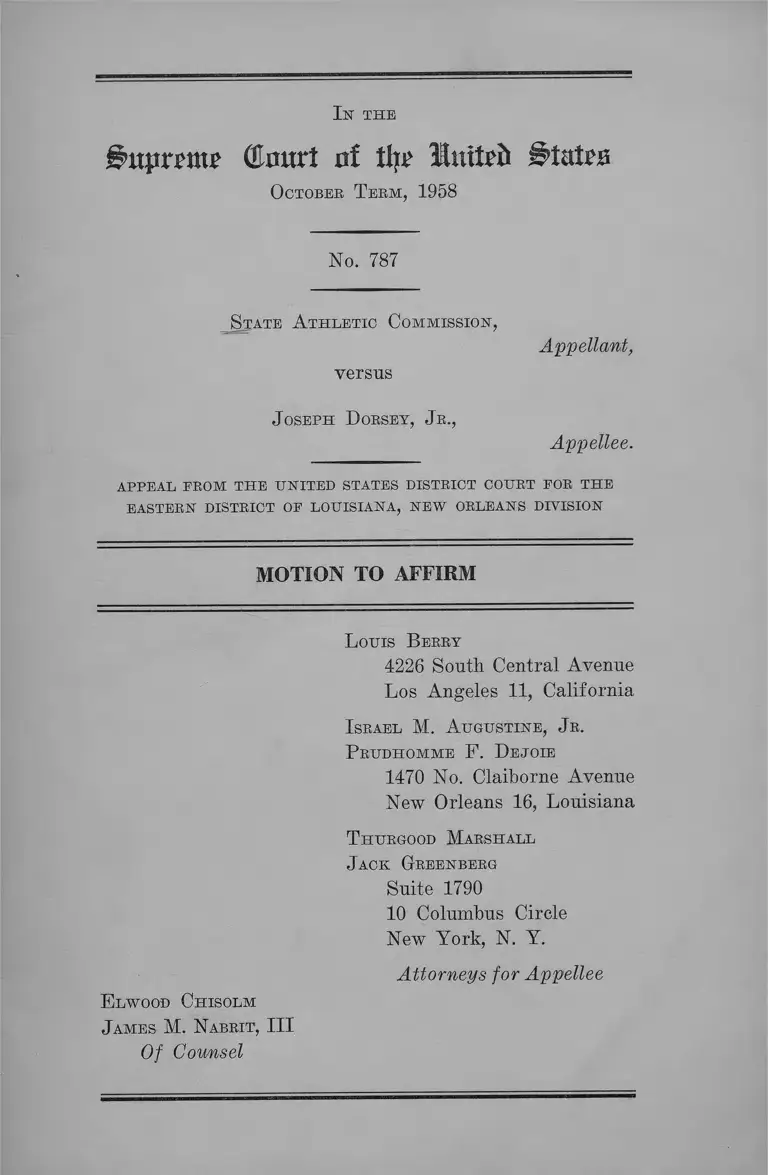 IN THE
Supreme Court of the United States
OCTOBER TERM, 1958
No. 787
STATE ATHLETIC COMMISSION,
Appellant,
versus
JOSEPH DORSEY, JR.,
Appellee.
APPEAL FROM THE UNITED STATES DISTRICT COURT FOR THE
EASTERN DISTRICT OF LOUISIANA, NEW ORLEANS DIVISION
MOTION TO AFFIRM
LOUIS BERRY
4226 South Central Avenue
Los Angeles 11, California
ISRAEL M. AUGUSTINE, JR.
PRUDHOMME F. DEJOIE
1470 No. Claiborne Avenue
New Orleans 16, Louisiana
THURGOOD MARSHALL
JACK GREENBERG
Suite 1790
10 Columbus Circle
New York, N. Y.
Attorneys for Appellee
ELWOOD CHISOLM
JAMES M. NABRIT, III
Of Counsel